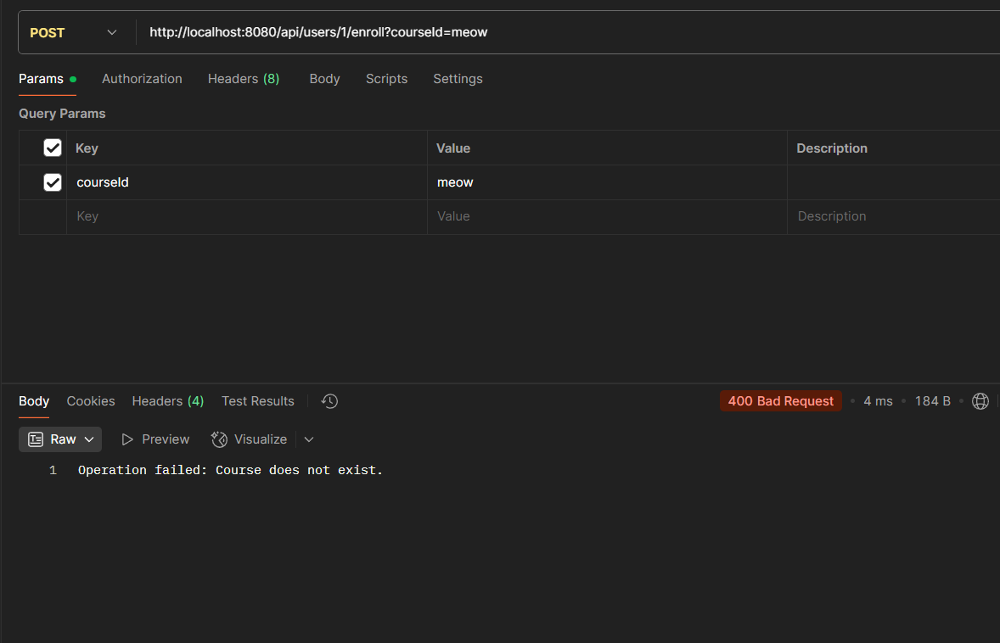 POST http://localhost:8080/api/users/1/enroll?courseId=meow
Params Authorization Headers (8) Body Scripts Settings
Query Params
Key Value Description
courseId meow
Key Value Description
Body Cookies Headers (4) Test Results 400 Bad Request 4 ms 184 B
Raw Preview Visualize
1 Operation failed: Course does not exist.